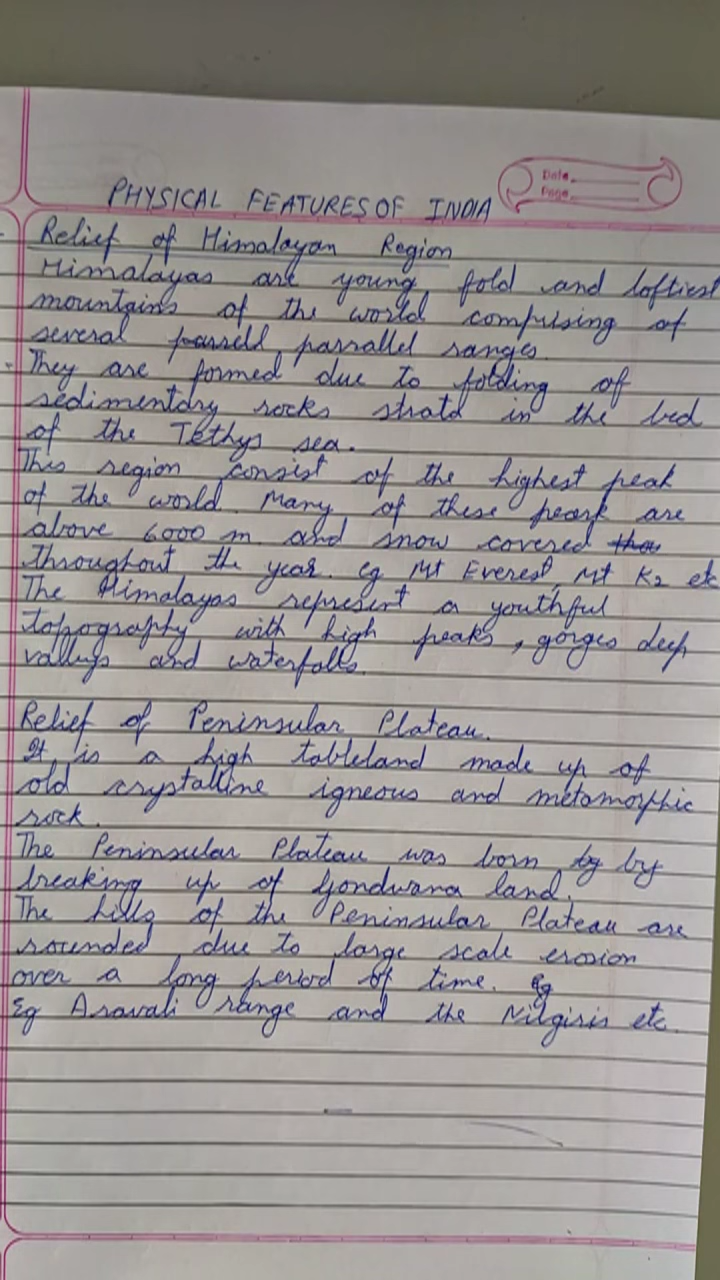 Date.
Page.
PHYSICAL FEATURES OF INDIA
Relief of Himalayan Region
Himalayas are young, fold and loftiest
mountains of the world comprising of
several parrallel ranges.
They are formed due to folding of
sedimentary rocks strata in the bed
of the Tethys sea.
This region consist of the highest peak
of the world. Many of these peark are
above 6000 m and snow covered
throughout the year. eg Mt Everest, Mt K2 etc
The Himalayas represent a youthful
topography with high peaks, gorges deep
valleys and waterfalls.
Relief of Peninsular Plateau.
It is a high tableland made up of
old crystalline igneous and metamorphic
rock.
The Peninsular Plateau was born by by
breaking up of Gondwana land.
The hills of the Peninsular Plateau are
rounded due to large scale erosion
over a long period of time. Eg
Eg Aravali range and the Nilgiris etc.